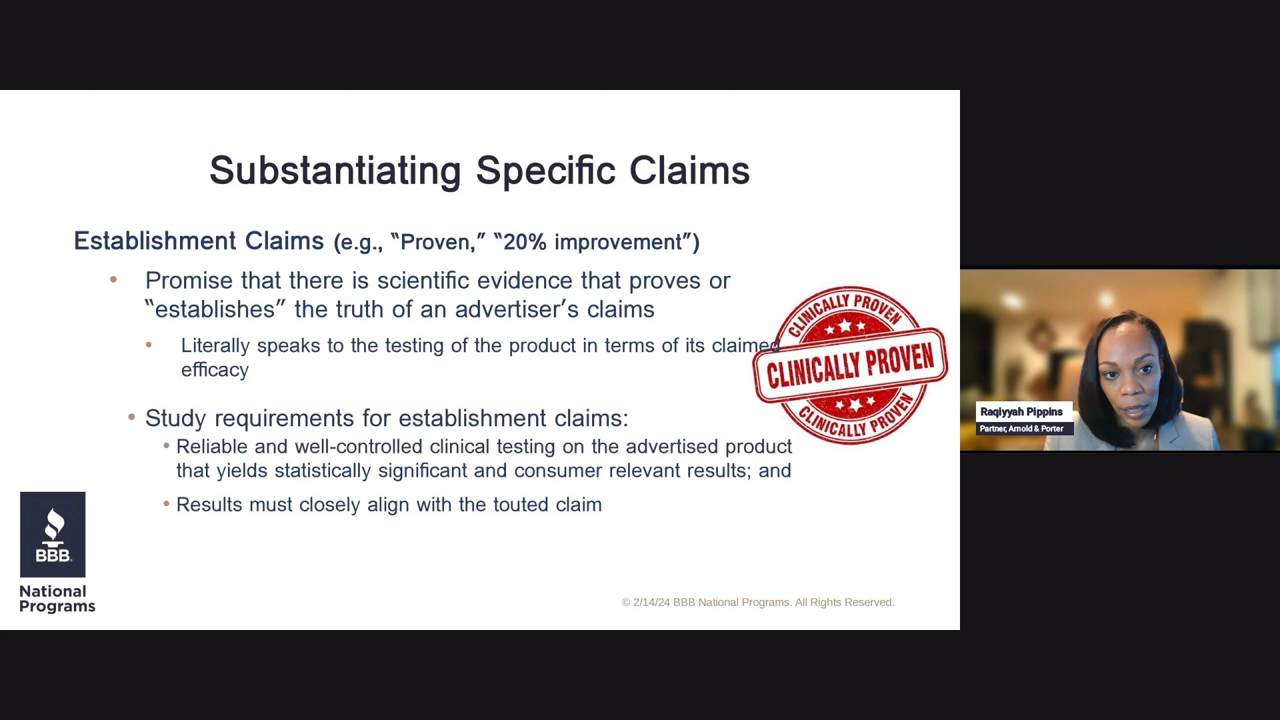 Substantiating Specific Claims
Establishment Claims (e.g., “Proven,” “20% improvement”)
• Promise that there is scientific evidence that proves or
“establishes” the truth of an advertiser’s claims
• Literally speaks to the testing of the product in terms of its claimed
efficacy
• Study requirements for establishment claims:
• Reliable and well-controlled clinical testing on the advertised product
that yields statistically significant and consumer relevant results; and
• Results must closely align with the touted claim
CLINICALLY PROVEN
CLINICALLY PROVEN
CLINICALLY PROVEN
BBB
National
Programs
© 2/14/24 BBB National Programs. All Rights Reserved.
Raqiyyah Pippins
Partner, Arnold & Porter